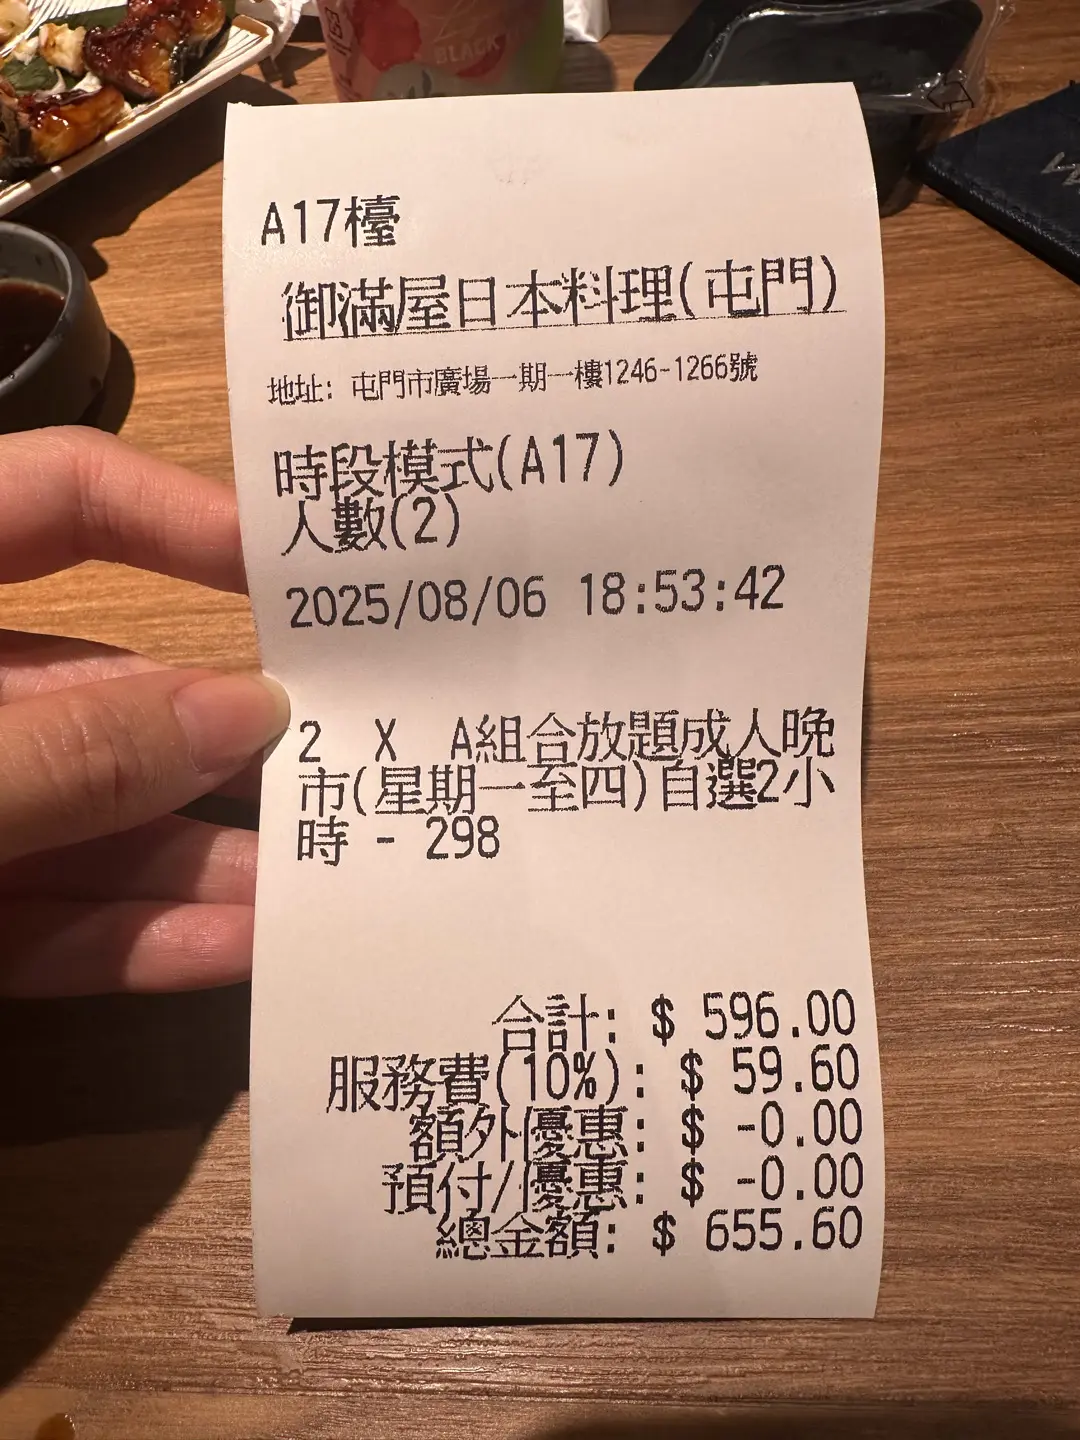 BLACK
A17檯
御滿屋日本料理(屯門)
地址: 屯門市廣場一期一樓1246-1266號
時段模式(A17)
人數(2)
2025/08/06 18:53:42
2 X A組合放題成人晚
市(星期一至四)自選2小
時 - 298
合計: $ 596.00
服務費(10%): $ 59.60
額外優惠: $ -0.00
預付/優惠: $ -0.00
總金額: $ 655.60